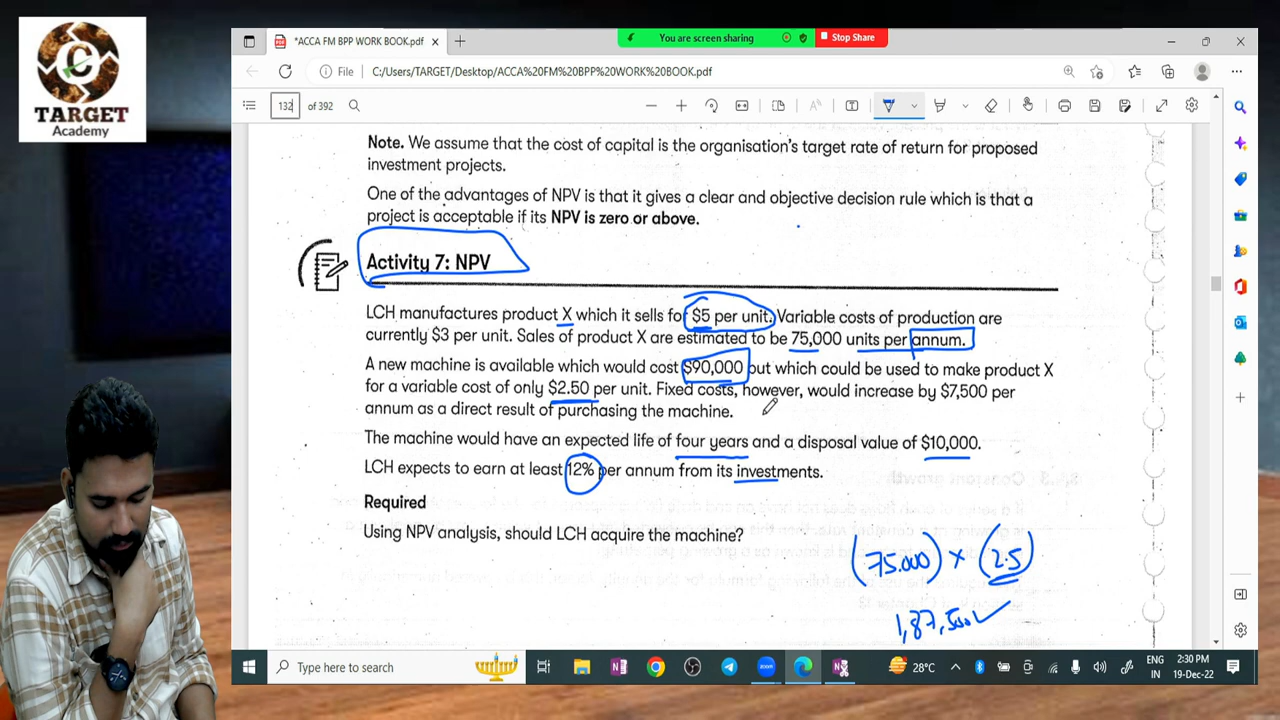 TARGET
Academy
*ACCA FM BPP WORK BOOK.pdf
You are screen sharing
Stop Share
File
C:/Users/TARGET/Desktop/ACCA%20FM%20BPP%20WORK%20BOOK.pdf
132 of 392
Note. We assume that the cost of capital is the organisation's target rate of return for proposed
investment projects.
One of the advantages of NPV is that it gives a clear and objective decision rule which is that a
project is acceptable if its NPV is zero or above.
Activity 7: NPV
LCH manufactures product X which it sells for $5 per unit. Variable costs of production are
currently $3 per unit. Sales of product X are estimated to be 75,000 units per annum.
A new machine is available which would cost $90,000 but which could be used to make product X
for a variable cost of only $2.50 per unit. Fixed costs, however, would increase by $7,500 per
annum as a direct result of purchasing the machine.
The machine would have an expected life of four years and a disposal value of $10,000.
LCH expects to earn at least 12% per annum from its investments.
Required
Using NPV analysis, should LCH acquire the machine?
(75.000) × (2.5)
1,87,500
Type here to search
28°C
ENG
IN
2:30 PM
19-Dec-22